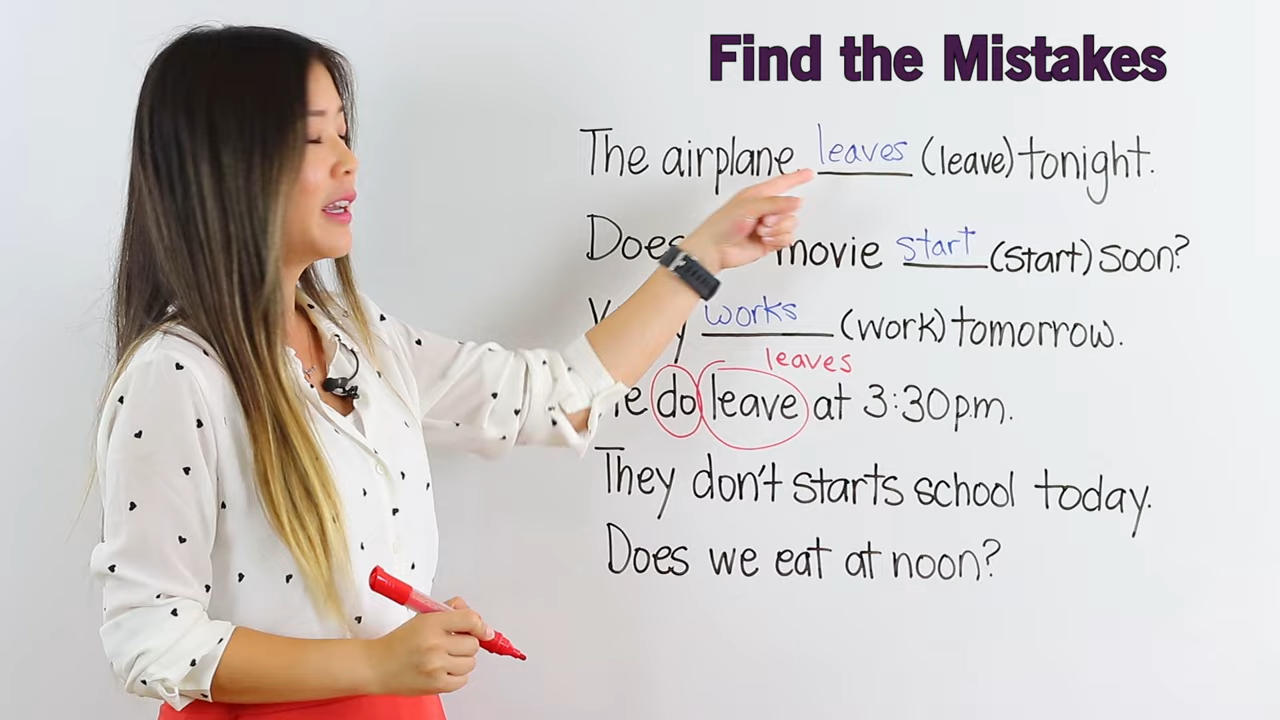 Find the Mistakes
The airplane leaves (leave) tonight.
Does movie start (start) soon?
works (work) tomorrow.
leaves
do leave at 3:30pm.
They don't starts school today.
Does we eat at noon?